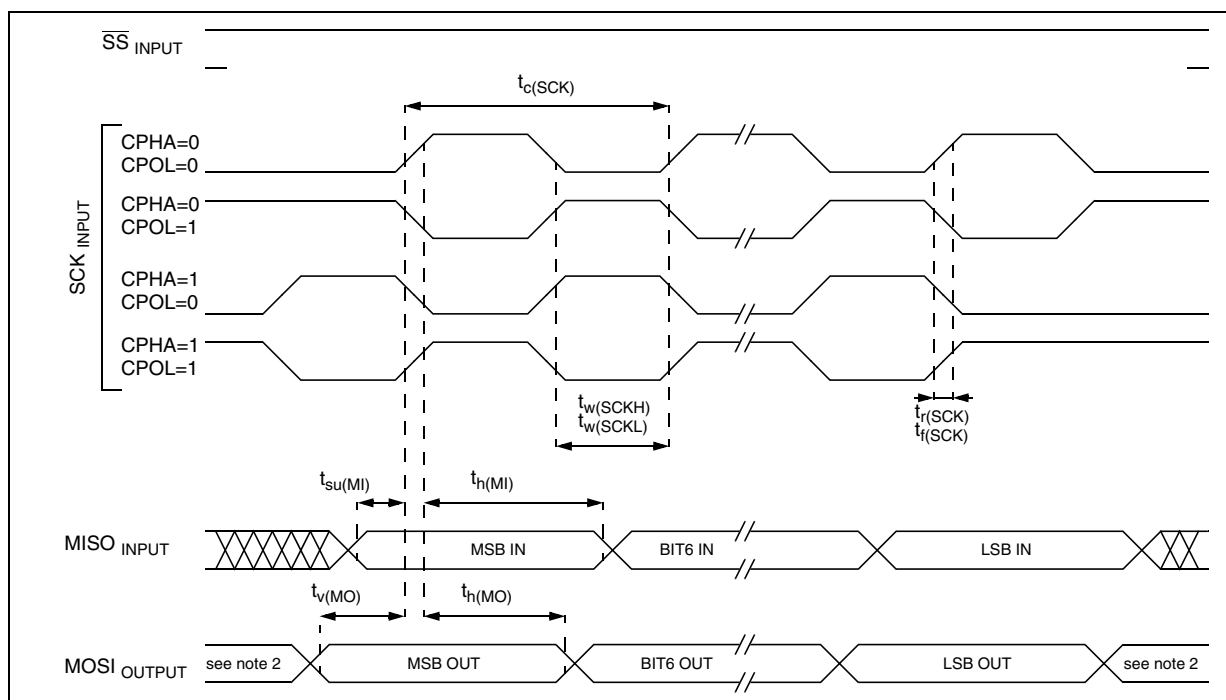 SS INPUT
tc(SCK)
SCK INPUT
CPHA=0
CPOL=0
CPHA=0
CPOL=1
CPHA=1
CPOL=0
CPHA=1
CPOL=1
tw(SCKH)
tw(SCKL)
tr(SCK)
tf(SCK)
tsu(MI)
th(MI)
MISO INPUT
MSB IN
BIT6 IN
LSB IN
tv(MO)
th(MO)
MOSI OUTPUT
see note 2
MSB OUT
BIT6 OUT
LSB OUT
see note 2